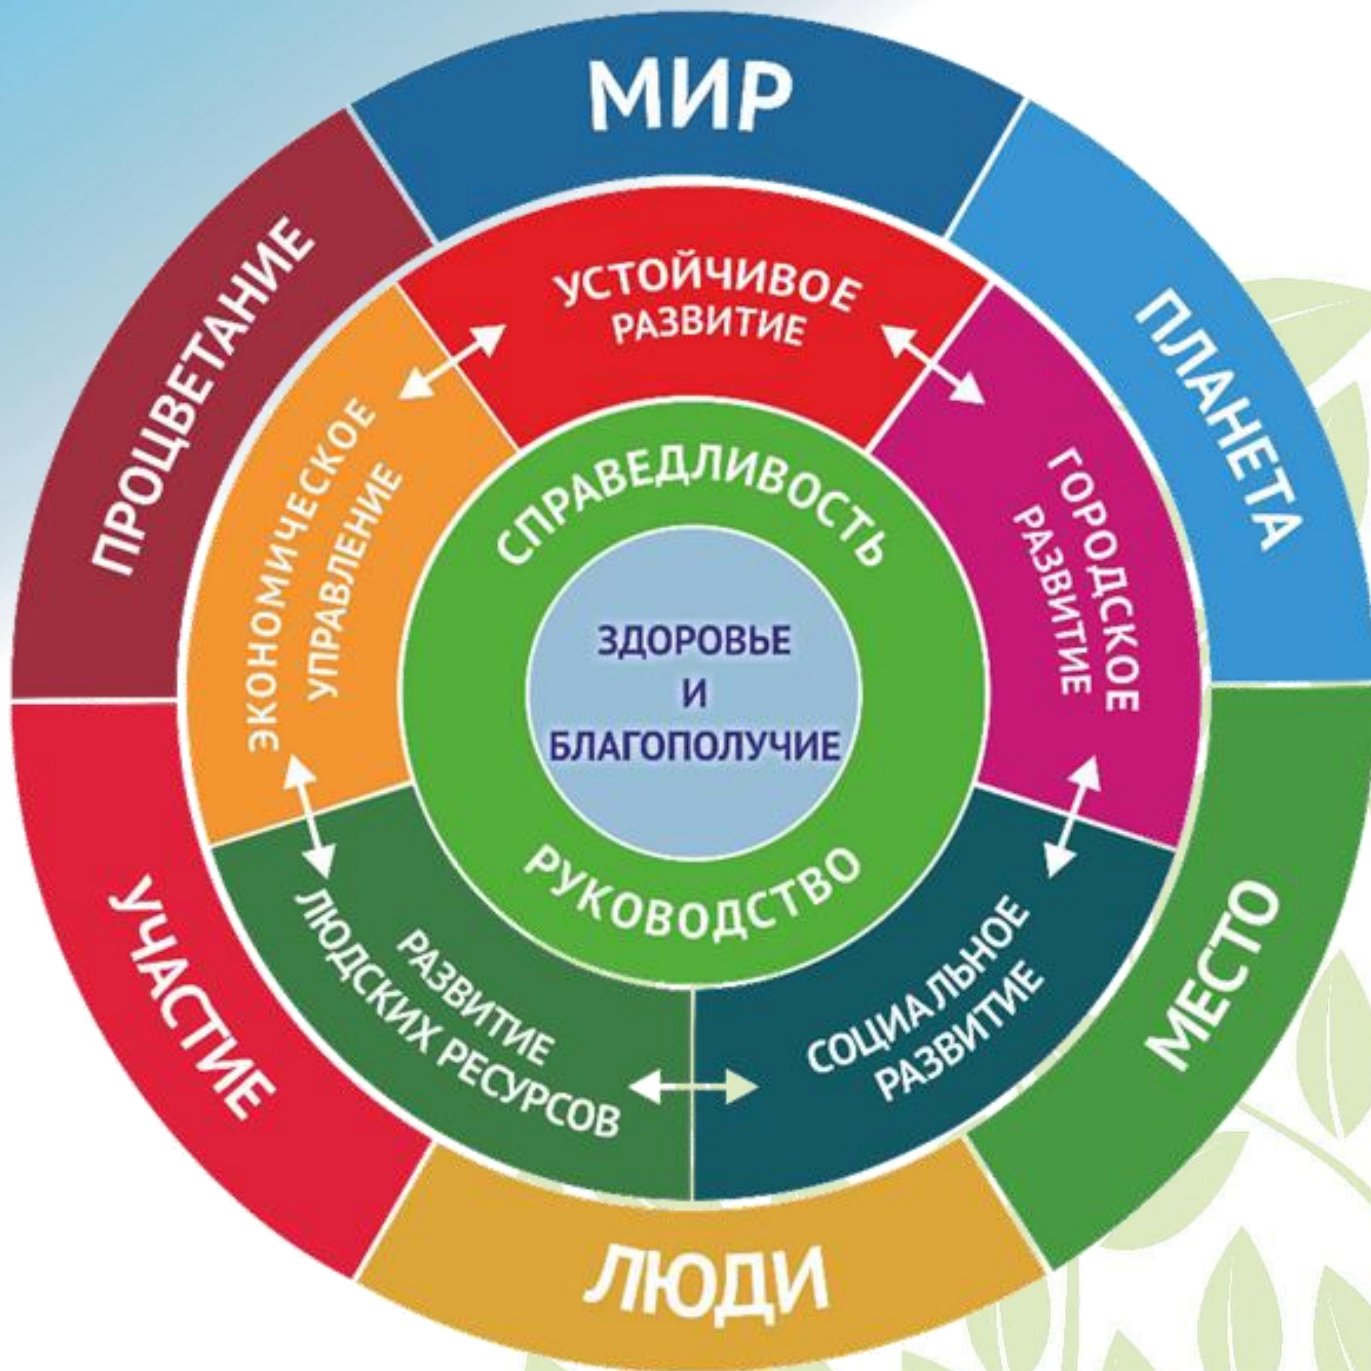 МИР
ПЛАНЕТА
МЕСТО
ЛЮДИ
УЧАСТИЕ
ПРОЦВЕТАНИЕ
УСТОЙЧИВОЕ
РАЗВИТИЕ
ГОРОДСКОЕ
РАЗВИТИЕ
СОЦИАЛЬНОЕ
РАЗВИТИЕ
РАЗВИТИЕ
ЛЮДСКИХ РЕСУРСОВ
ЭКОНОМИЧЕСКОЕ
УПРАВЛЕНИЕ
СПРАВЕДЛИВОСТЬ
РУКОВОДСТВО
ЗДОРОВЬЕ
И
БЛАГОПОЛУЧИЕ